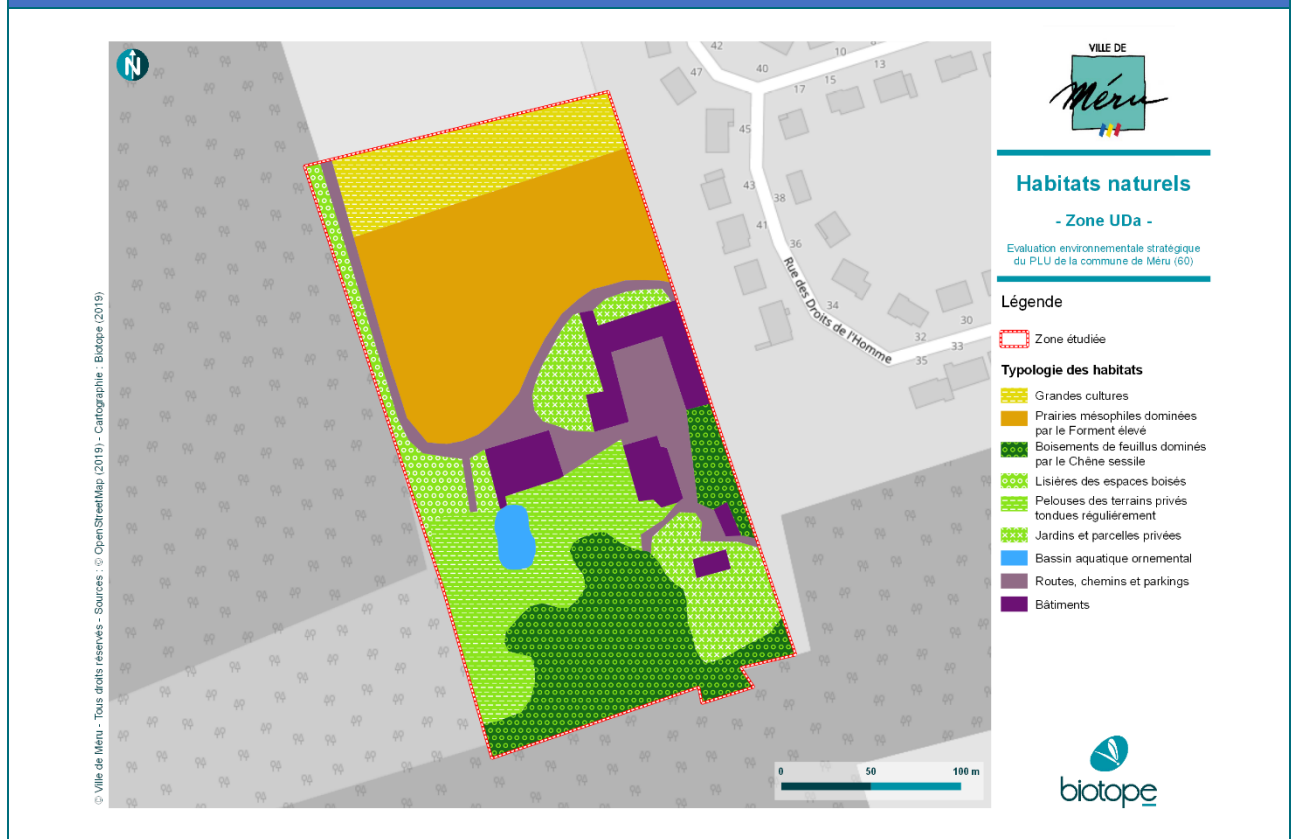 N
42
10
8
47
40
13
15
17
45
43
38
41
36
Rue des Droits de l'Homme
34
32
30
33
35
0 50 100 m
© Ville de Méru - Tous droits réservés - Sources : © OpenStreetMap (2019) - Cartographie : Biotope (2019)
VILLE DE
Méru
Habitats naturels
- Zone UDa -
Evaluation environnementale stratégique
du PLU de la commune de Méru (60)
Légende
Zone étudiée
Typologie des habitats
Grandes cultures
Prairies mésophiles dominées
par le Forment élevé
Boisements de feuillus dominés
par le Chêne sessile
Lisières des espaces boisés
Pelouses des terrains privés
tondues régulièrement
Jardins et parcelles privées
Bassin aquatique ornemental
Routes, chemins et parkings
Bâtiments
biotope